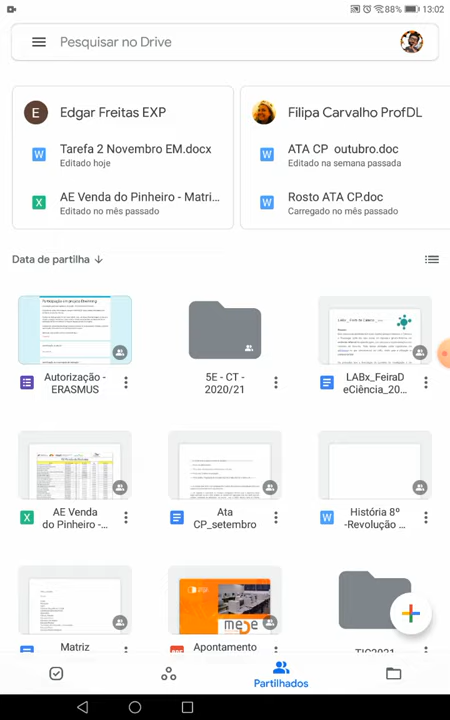 88% 13:02
Pesquisar no Drive
E Edgar Freitas EXP
Filipa Carvalho ProfDL
W Tarefa 2 Novembro EM.docx
Editado hoje
W ATA CP outubro.doc
Editado na semana passada
X AE Venda do Pinheiro - Matri...
Editado no mês passado
W Rosto ATA CP.doc
Carregado no mês passado
Data de partilha
Autorização -
ERASMUS
5E - CT -
2020/21
LABx_FeiraD
eCiência_20...
X AE Venda
do Pinheiro -...
Ata
CP_setembro
W História 8º
-Revolução ...
Matriz
mede
Apontamento
TIC2021
Partilhados